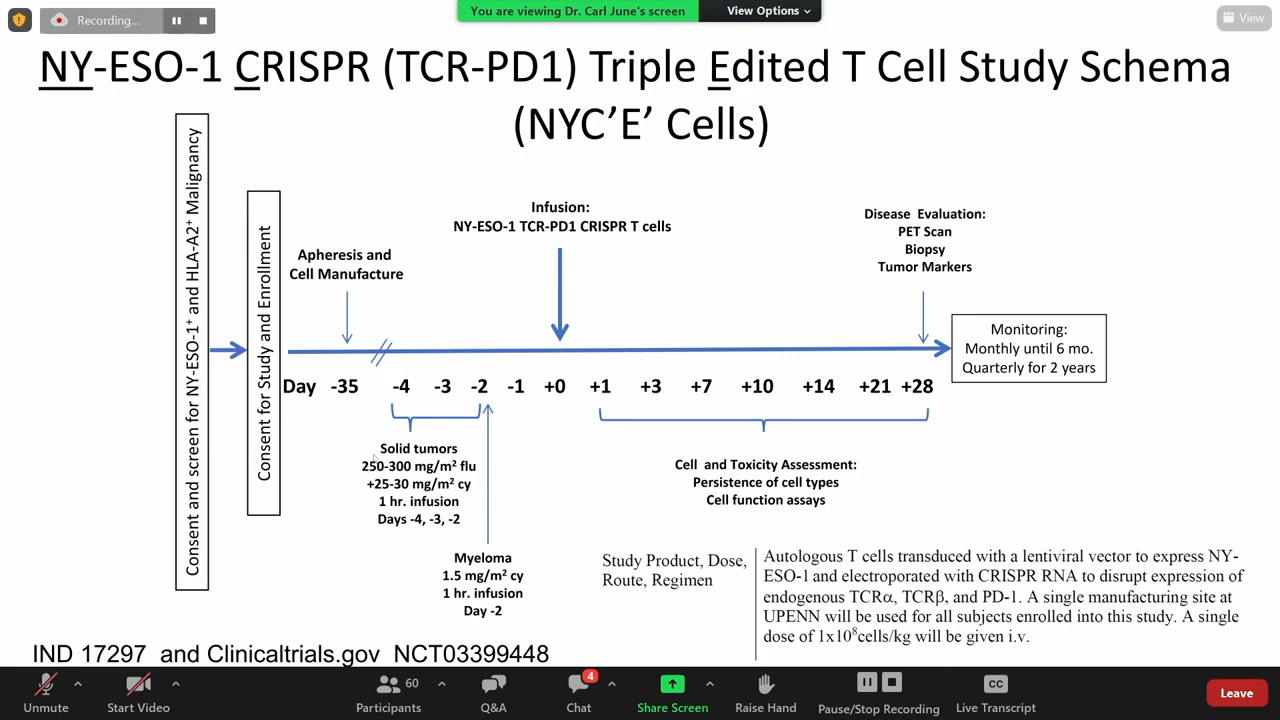 You are viewing Dr. Carl June's screen
View Options
Recording...
View
NY-ESO-1 CRISPR (TCR-PD1) Triple Edited T Cell Study Schema
(NYC’E’ Cells)
Consent and screen for NY-ESO-1⁺ and HLA-A2⁺ Malignancy
Consent for Study and Enrollment
Apheresis and
Cell Manufacture
Infusion:
NY-ESO-1 TCR-PD1 CRISPR T cells
Disease Evaluation:
PET Scan
Biopsy
Tumor Markers
Monitoring:
Monthly until 6 mo.
Quarterly for 2 years
Day -35 -4 -3 -2 -1 +0 +1 +3 +7 +10 +14 +21 +28
Solid tumors
250-300 mg/m² flu
+25-30 mg/m² cy
1 hr. infusion
Days -4, -3, -2
Myeloma
1.5 mg/m² cy
1 hr. infusion
Day -2
Cell and Toxicity Assessment:
Persistence of cell types
Cell function assays
Study Product, Dose,
Route, Regimen
Autologous T cells transduced with a lentiviral vector to express NY-
ESO-1 and electroporated with CRISPR RNA to disrupt expression of
endogenous TCRα, TCRβ, and PD-1. A single manufacturing site at
UPENN will be used for all subjects enrolled into this study. A single
dose of 1x10⁸cells/kg will be given i.v.
IND 17297 and Clinicaltrials.gov NCT03399448
Unmute
Start Video
60
Participants
Q&A
4
Chat
Share Screen
Raise Hand
Pause/Stop Recording
CC
Live Transcript
Leave